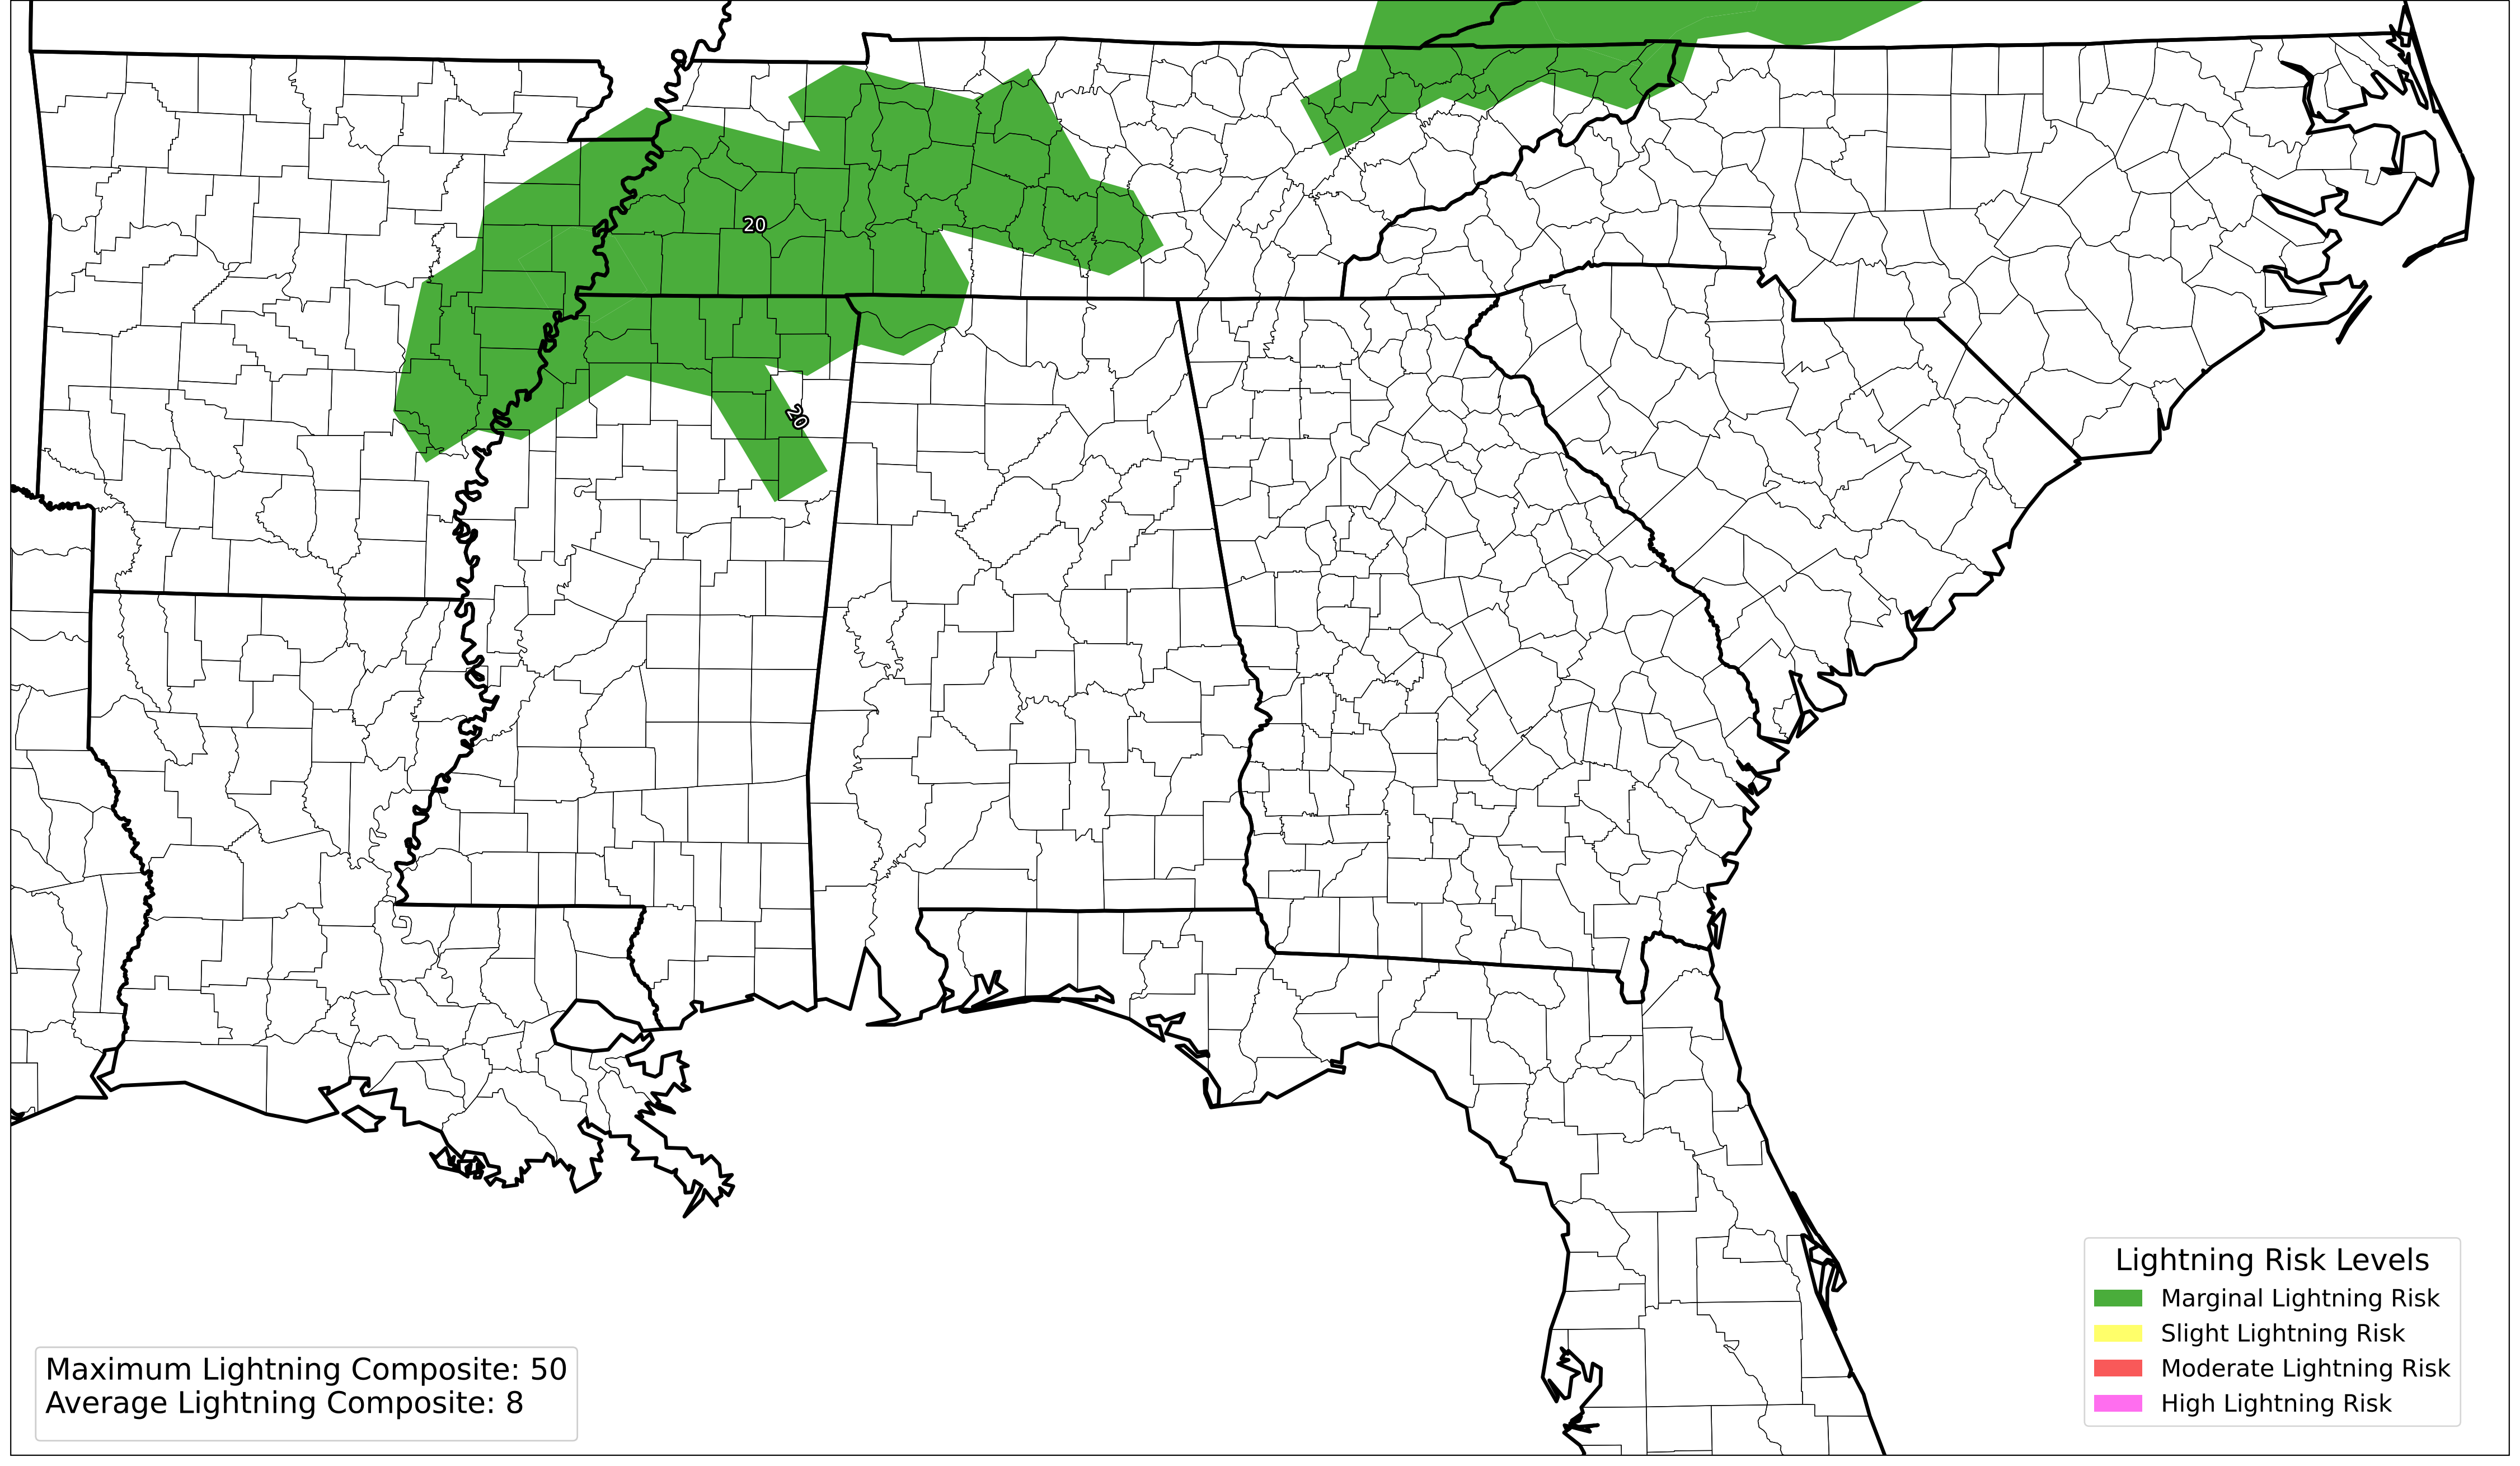 20
20
Maximum Lightning Composite: 50
Average Lightning Composite: 8
Lightning Risk Levels
Marginal Lightning Risk
Slight Lightning Risk
Moderate Lightning Risk
High Lightning Risk